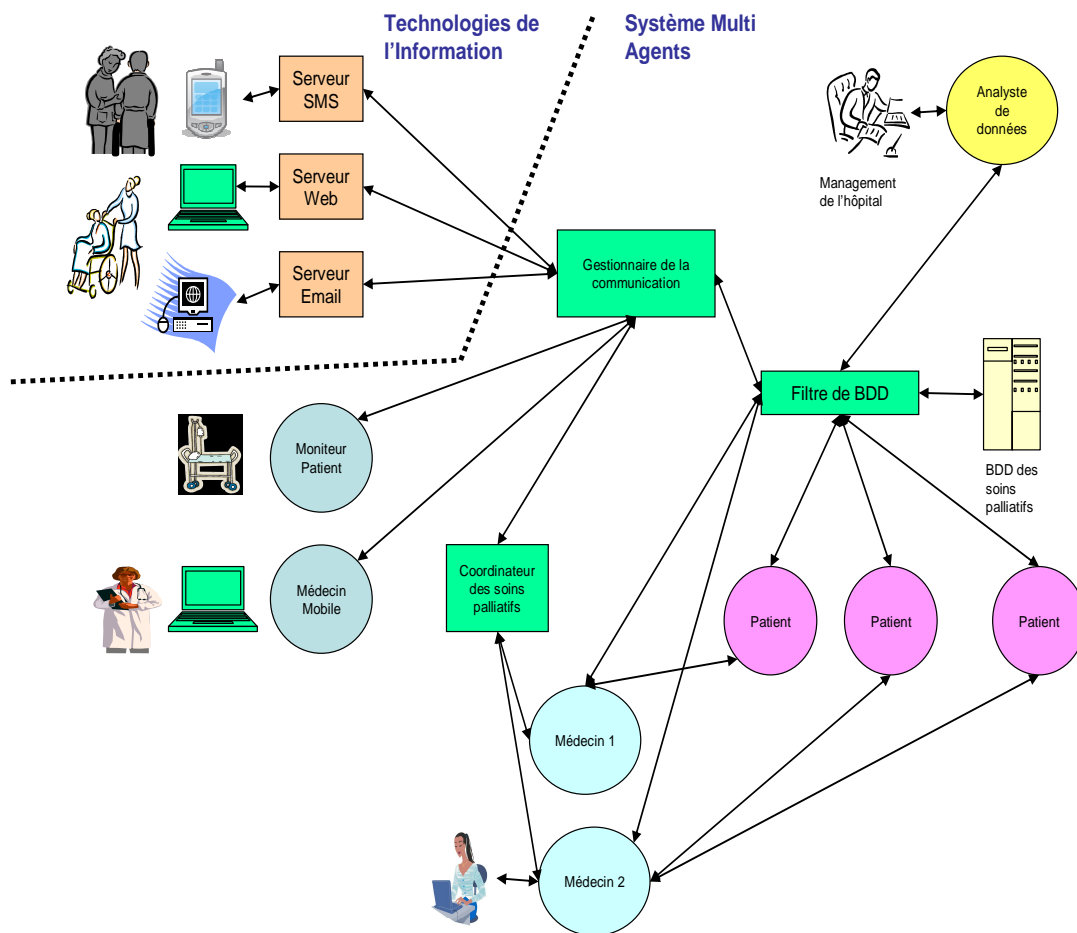 Technologies de
l'Information
Système Multi
Agents
Serveur
SMS
Serveur
Web
Serveur
Email
Analyste
de
données
Management
de l'hôpital
Gestionnaire de la
communication
Filtre de BDD
BDD des
soins
palliatifs
Moniteur
Patient
Médecin
Mobile
Coordinateur
des soins
palliatifs
Patient
Patient
Patient
Médecin 1
Médecin 2